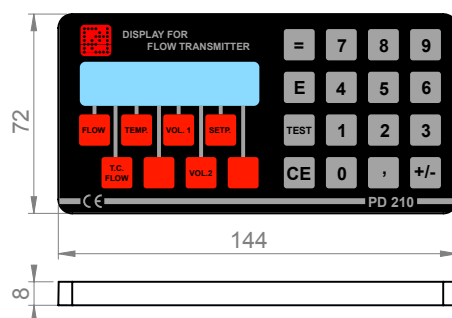 DISPLAY FOR
FLOW TRANSMITTER
= 7 8 9
E 4 5 6
FLOW TEMP. VOL. 1 SETP.
TEST 1 2 3
T.C.
FLOW VOL.2
CE 0 , +/-
CE PD 210
72
144
8